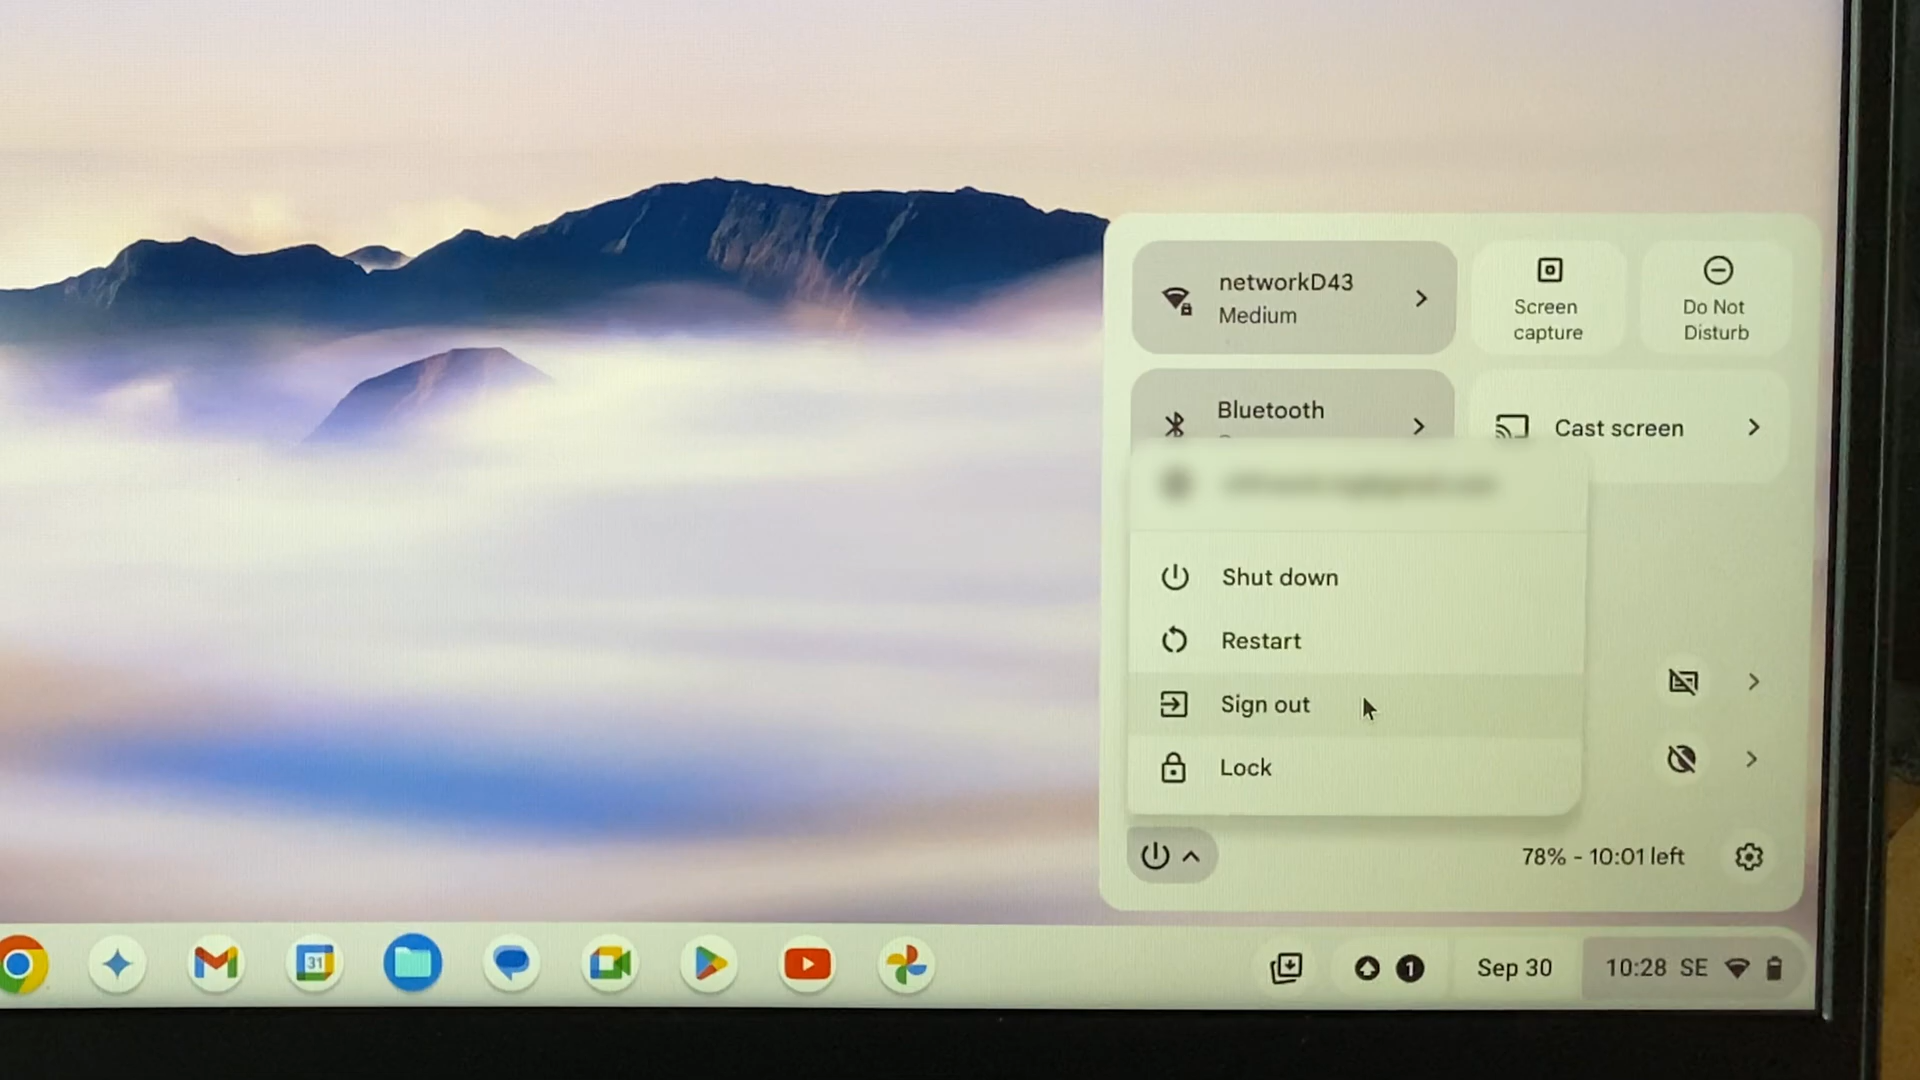 networkD43
Medium
Screen
capture
Do Not
Disturb
Bluetooth
Cast screen
Shut down
Restart
Sign out
Lock
78% - 10:01 left
31
1
Sep 30
10:28 SE